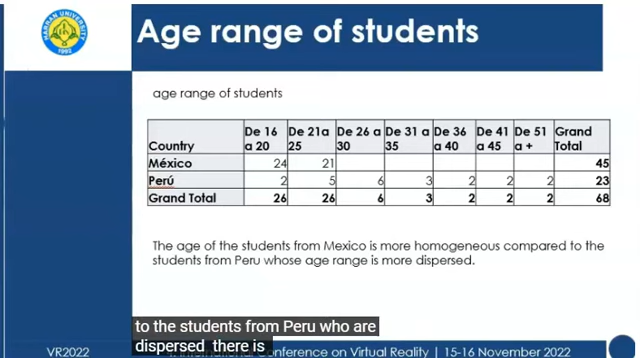 HARRAN UNIVERSITY
1992
Age range of students
age range of students
Country De 16 a 20 De 21a 25 De 26 a 30 De 31 a 35 De 36 a 40 De 41 a 45 De 51 a + Grand Total
México 24 21 45
Perú 2 5 6 3 2 2 2 23
Grand Total 26 26 6 3 2 2 2 68
The age of the students from Mexico is more homogeneous compared to the
students from Peru whose age range is more dispersed.
to the students from Peru who are
dispersed there is
VR2022 Conference on Virtual Reality | 15-16 November 2022